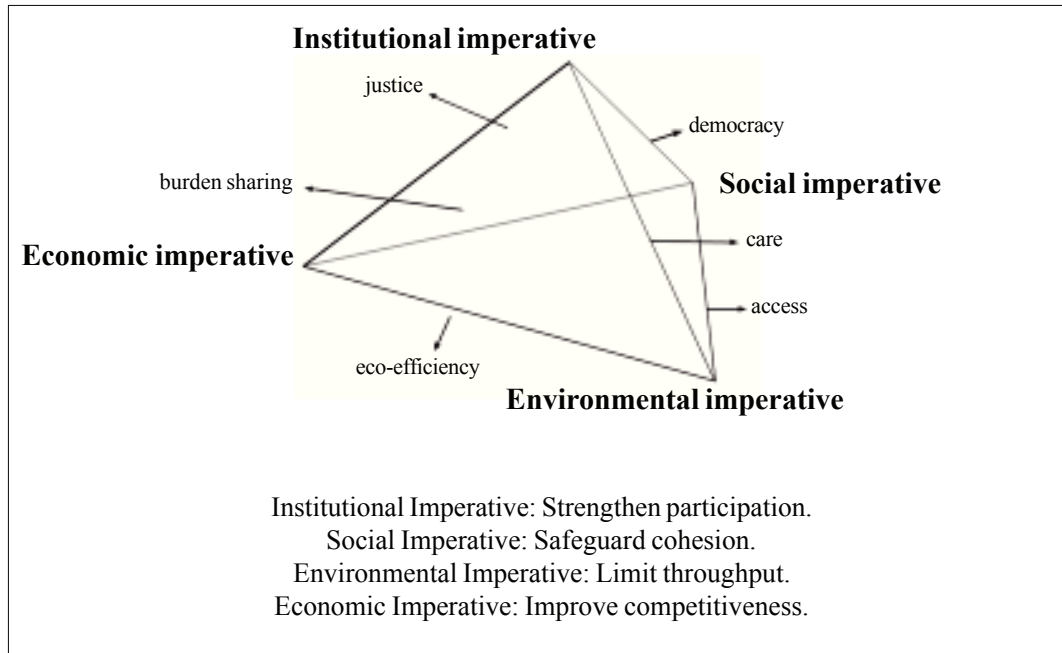 Institutional imperative
justice
democracy
burden sharing
Social imperative
Economic imperative
care
access
eco-efficiency
Environmental imperative
Institutional Imperative: Strengthen participation.
Social Imperative: Safeguard cohesion.
Environmental Imperative: Limit throughput.
Economic Imperative: Improve competitiveness.